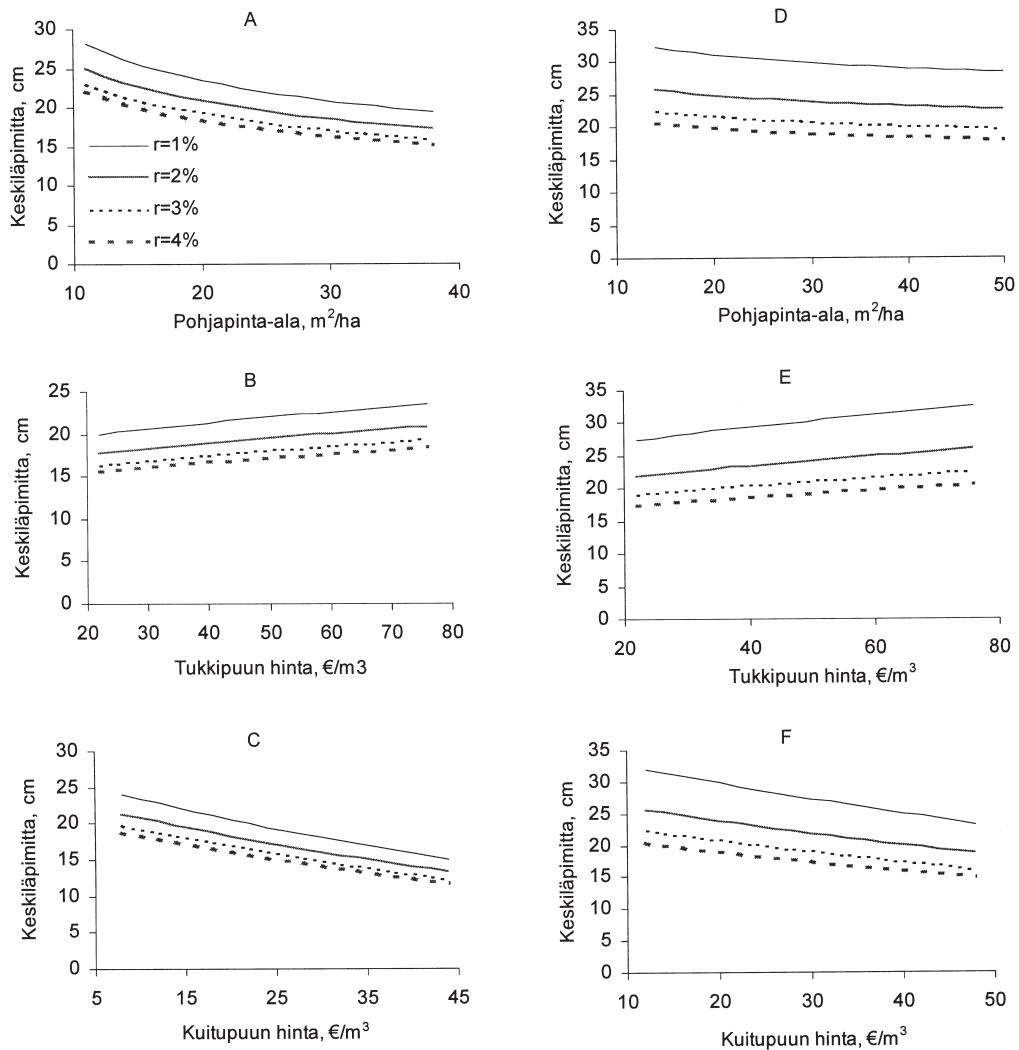 A
Keskiläpimitta, cm
30
25
20
15
10
5
0
r=1%
r=2%
r=3%
r=4%
10 20 30 40
Pohjapinta-ala, m²/ha
D
Keskiläpimitta, cm
35
30
25
20
15
10
5
0
10 20 30 40 50
Pohjapinta-ala, m²/ha
B
Keskiläpimitta, cm
25
20
15
10
5
0
20 30 40 50 60 70 80
Tukkipuun hinta, €/m3
E
Keskiläpimitta, cm
35
30
25
20
15
10
5
0
20 40 60 80
Tukkipuun hinta, €/m³
C
Keskiläpimitta, cm
30
25
20
15
10
5
0
5 15 25 35 45
Kuitupuun hinta, €/m³
F
Keskiläpimitta, cm
35
30
25
20
15
10
5
0
10 20 30 40 50
Kuitupuun hinta, €/m³